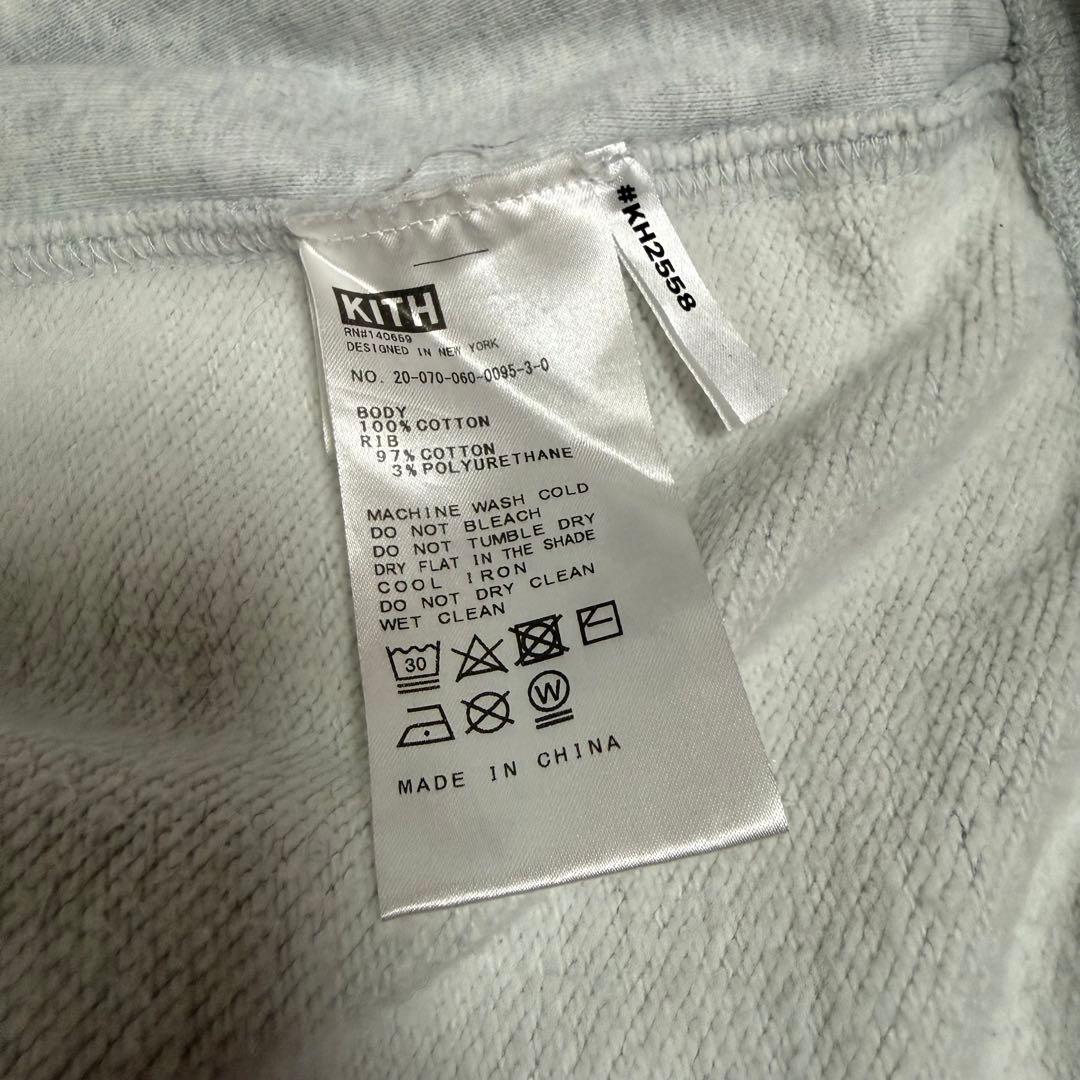 #KH2558
KITH
RN#140659
DESIGNED IN NEW YORK
NO. 20-070-060-0095-3-0
BODY
100% COTTON
RIB
97% COTTON
3% POLYURETHANE
MACHINE WASH COLD
DO NOT BLEACH
DO NOT TUMBLE DRY
DRY FLAT IN THE SHADE
COOL IRON
DO NOT DRY CLEAN
WET CLEAN
30
W
MADE IN CHINA